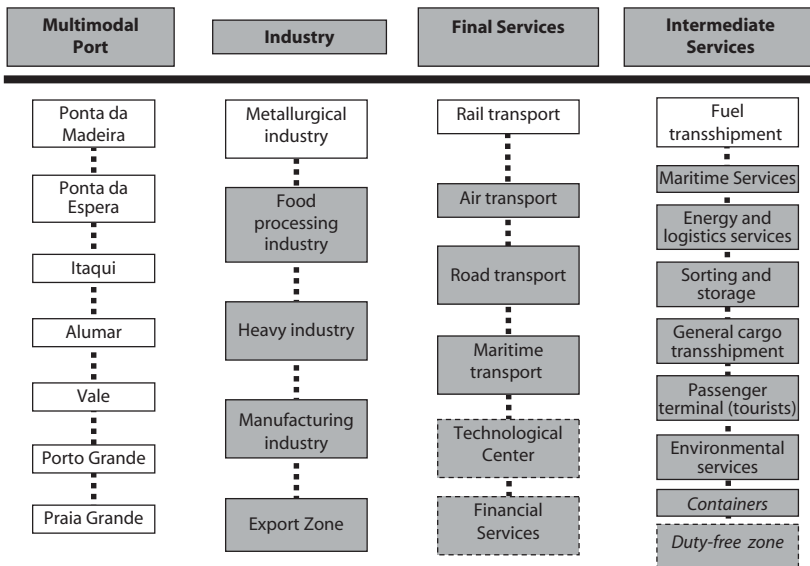 Multimodal
Port
Industry
Final Services
Intermediate
Services
Ponta da
Madeira
Ponta da
Espera
Itaqui
Alumar
Vale
Porto Grande
Praia Grande
Metallurgical
industry
Food
processing
industry
Heavy industry
Manufacturing
industry
Export Zone
Rail transport
Air transport
Road transport
Maritime
transport
Technological
Center
Financial
Services
Fuel
transshipment
Maritime Services
Energy and
logistics services
Sorting and
storage
General cargo
transshipment
Passenger
terminal (tourists)
Environmental
services
Containers
Duty-free zone